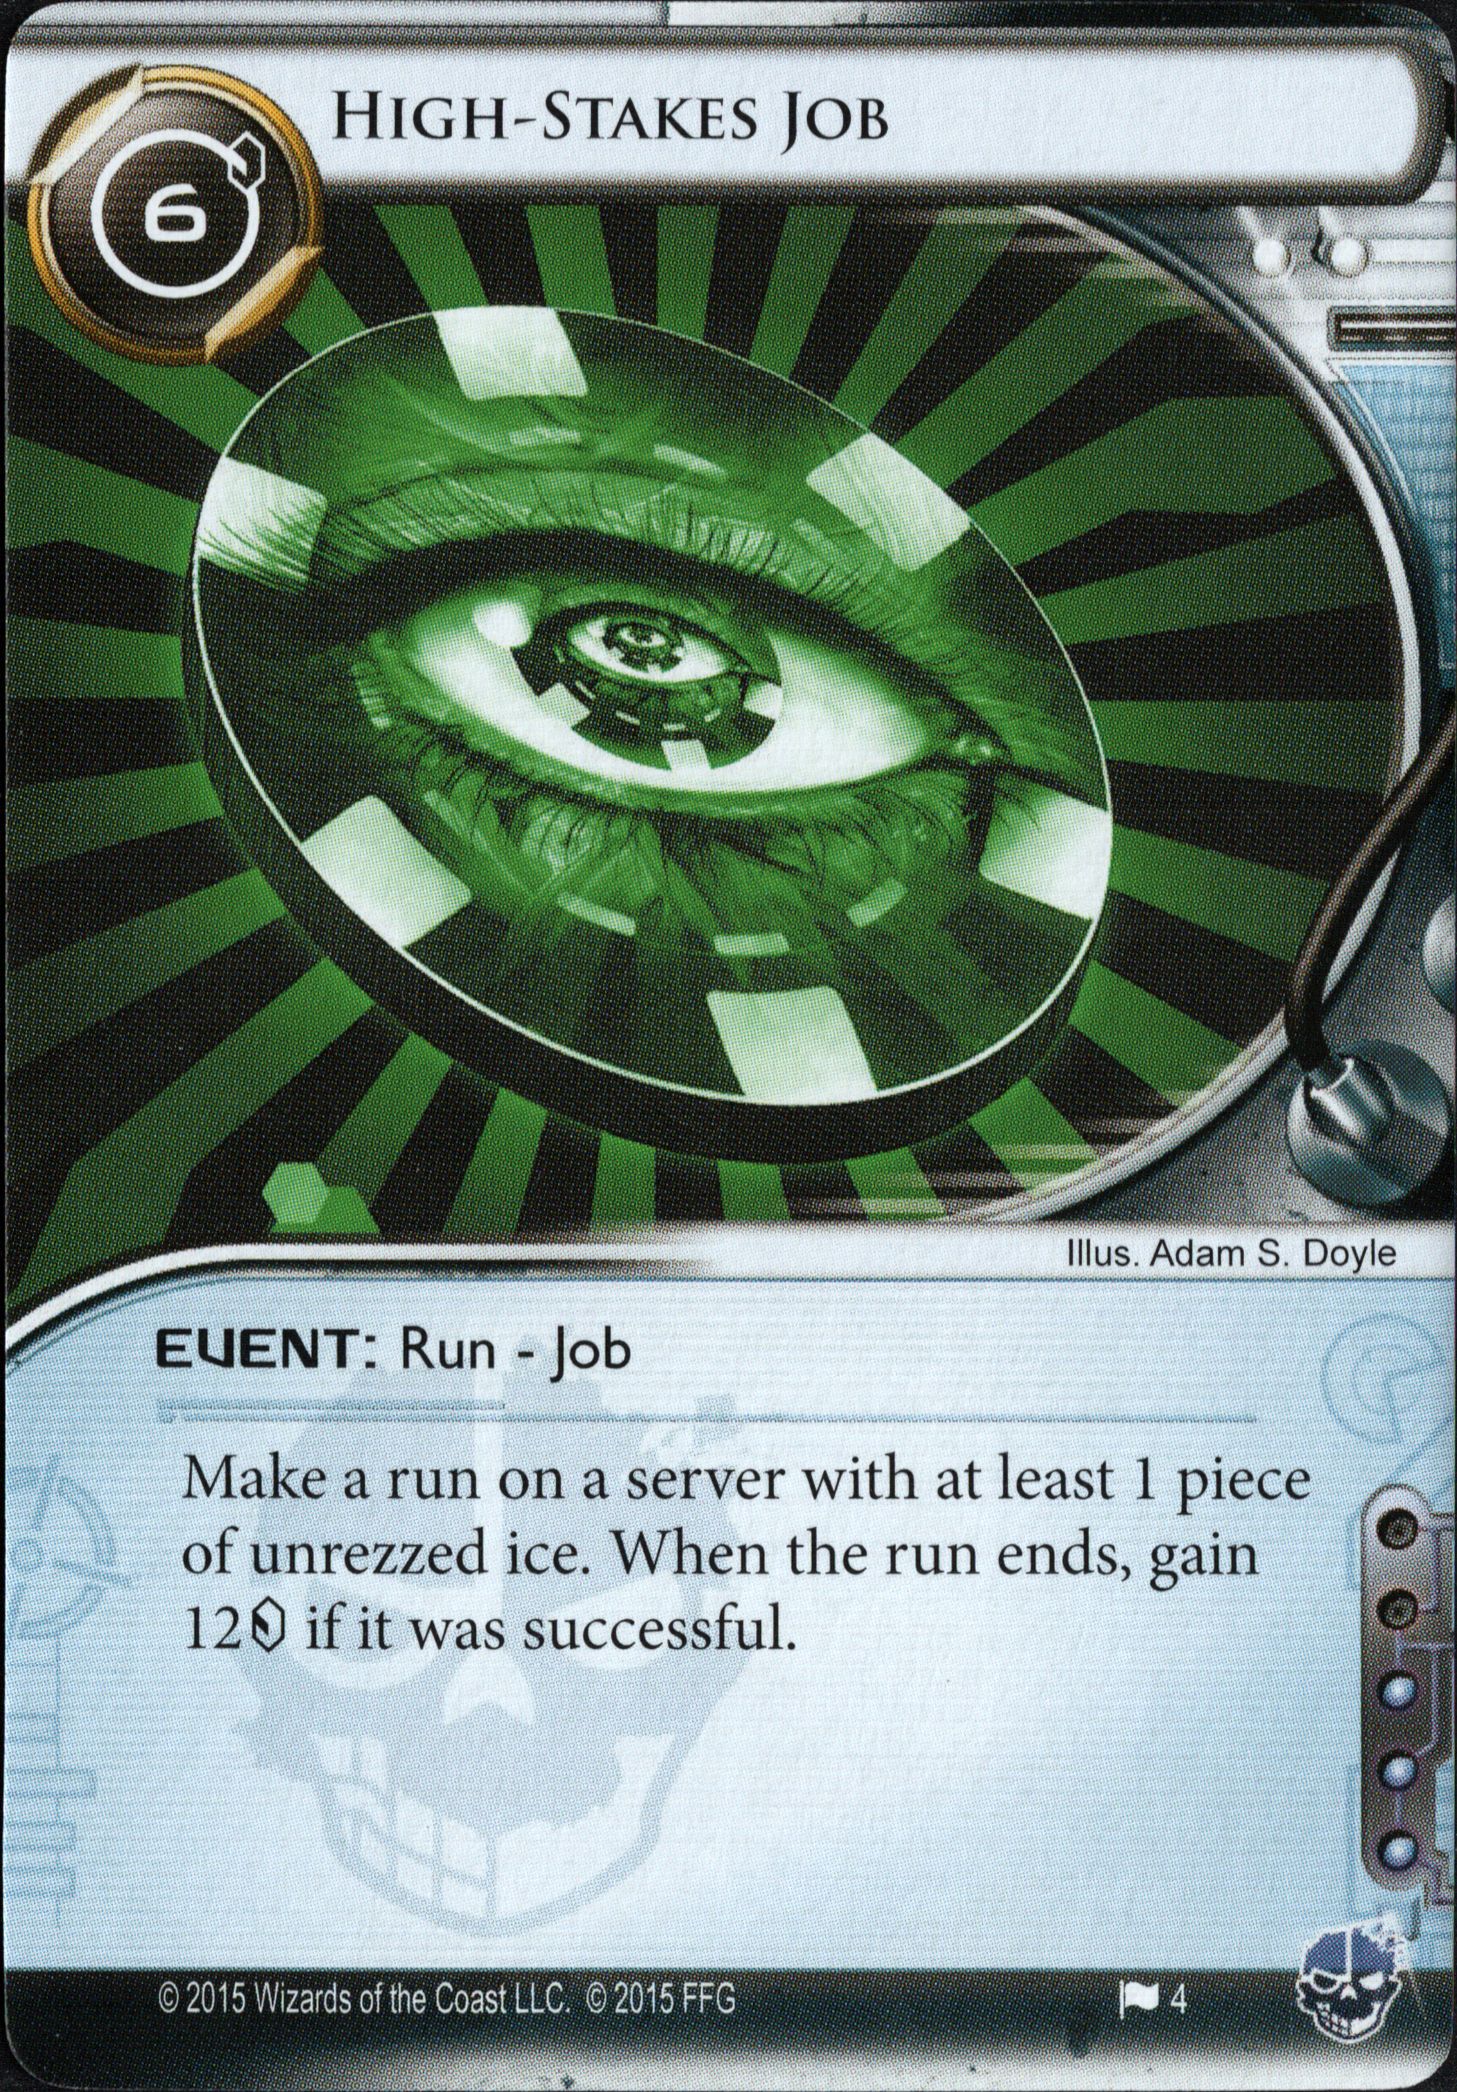 High-Stakes Job
6
Illus. Adam S. Doyle
EVENT: Run - Job
Make a run on a server with at least 1 piece
of unrezzed ice. When the run ends, gain
12 if it was successful.
© 2015 Wizards of the Coast LLC. © 2015 FFG
4